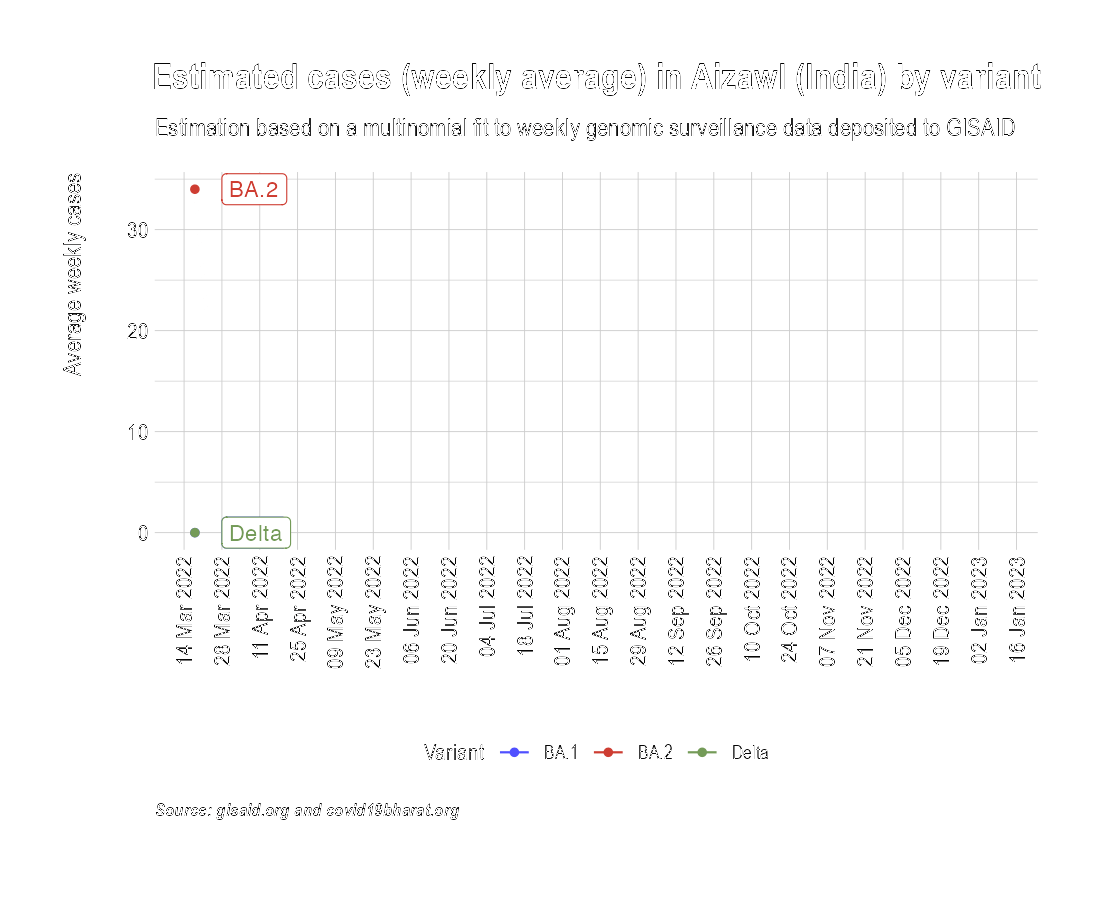 Estimated cases (weekly average) in Aizawl (India) by variant
Estimation based on a multinomial fit to weekly genomic surveillance data deposited to GISAID
Average weekly cases
30
20
10
0
BA.2
Delta
14 Mar 2022
28 Mar 2022
11 Apr 2022
25 Apr 2022
09 May 2022
23 May 2022
06 Jun 2022
20 Jun 2022
04 Jul 2022
18 Jul 2022
01 Aug 2022
15 Aug 2022
29 Aug 2022
12 Sep 2022
26 Sep 2022
10 Oct 2022
24 Oct 2022
07 Nov 2022
21 Nov 2022
05 Dec 2022
19 Dec 2022
02 Jan 2023
16 Jan 2023
Variant BA.1 BA.2 Delta
Source: gisaid.org and covid19bharat.org